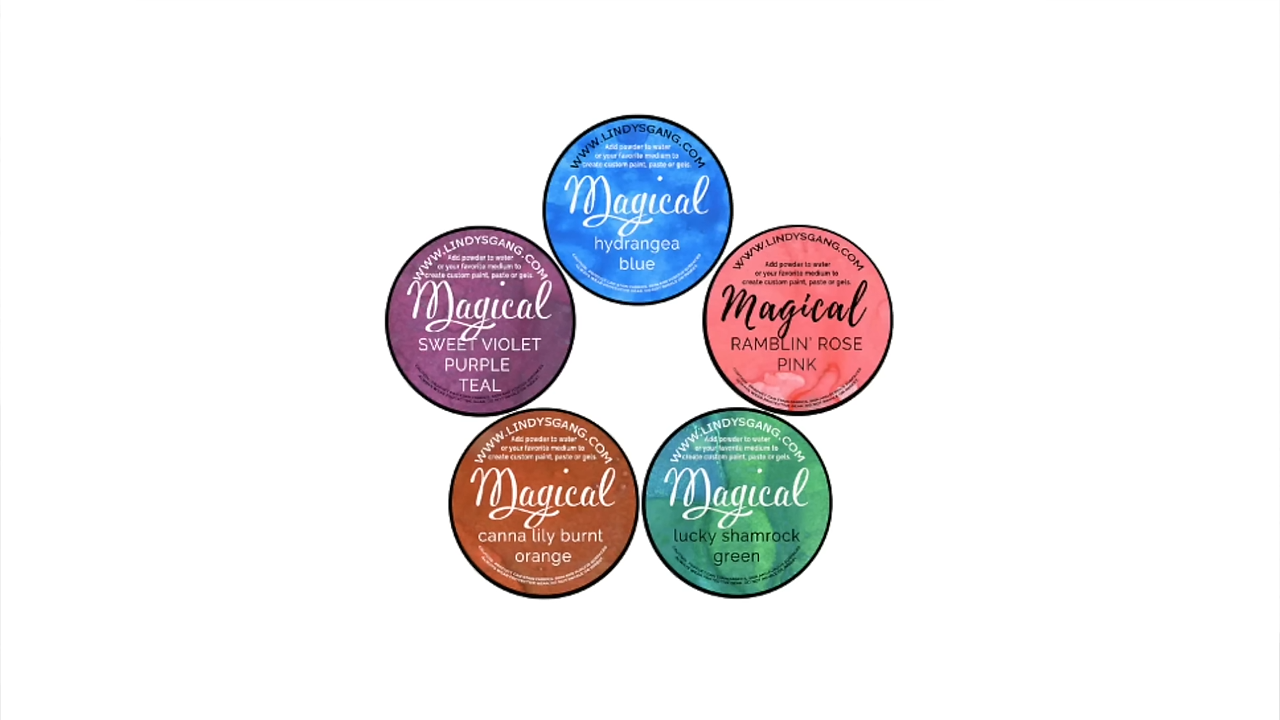 WWW.LINDYSGANG.COM
Add powder to water
or your favorite medium to
create custom paint, paste or gels.
Magical
hydrangea
blue
WWW.LINDYSGANG.COM
Add powder to water
or your favorite medium to
create custom paint, paste or gels.
Magical
SWEET VIOLET
PURPLE
TEAL
WWW.LINDYSGANG.COM
Add powder to water
or your favorite medium to
create custom paint, paste or gels.
Magical
RAMBLIN' ROSE
PINK
WWW.LINDYSGANG.COM
Add powder to water
or your favorite medium to
create custom paint, paste or gels.
Magical
canna lily burnt
orange
WWW.LINDYSGANG.COM
Add powder to water
or your favorite medium to
create custom paint, paste or gels.
Magical
lucky shamrock
green